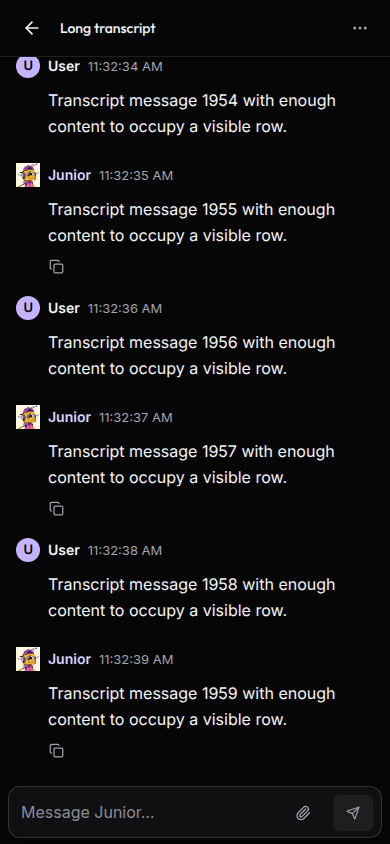 Long transcript
U User 11:32:34 AM
Transcript message 1954 with enough
content to occupy a visible row.
Junior 11:32:35 AM
Transcript message 1955 with enough
content to occupy a visible row.
U User 11:32:36 AM
Transcript message 1956 with enough
content to occupy a visible row.
Junior 11:32:37 AM
Transcript message 1957 with enough
content to occupy a visible row.
U User 11:32:38 AM
Transcript message 1958 with enough
content to occupy a visible row.
Junior 11:32:39 AM
Transcript message 1959 with enough
content to occupy a visible row.
Message Junior...